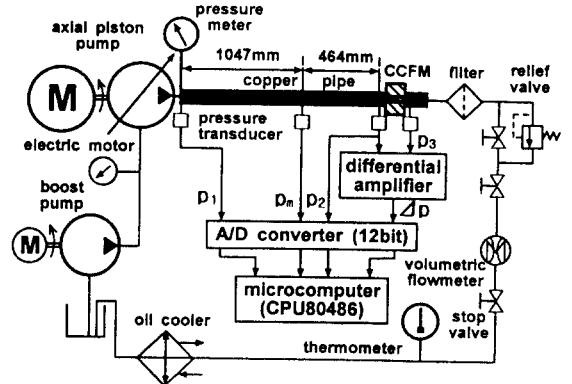 axial piston
pump
pressure
meter
1047mm
464mm
CCFM
filter
relief
valve
copper
pipe
M
pressure
transducer
electric motor
p3
differential
amplifier
boost
pump
p1
pm
p2
Δp
A/D converter (12bit)
M
microcomputer
(CPU80486)
volumetric
flowmeter
oil cooler
stop
valve
thermometer